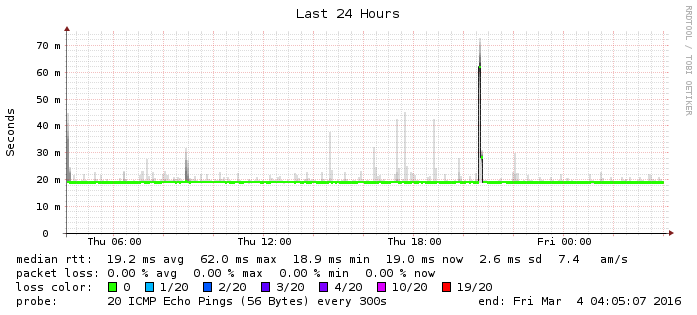 Last 24 Hours
RRDTOOL / TOBI OETIKER
Seconds
70 m
60 m
50 m
40 m
30 m
20 m
10 m
0
Thu 06:00 Thu 12:00 Thu 18:00 Fri 00:00
median rtt: 19.2 ms avg 62.0 ms max 18.9 ms min 19.0 ms now 2.6 ms sd 7.4 am/s
packet loss: 0.00 % avg 0.00 % max 0.00 % min 0.00 % now
loss color: 0 1/20 2/20 3/20 4/20 10/20 19/20
probe: 20 ICMP Echo Pings (56 Bytes) every 300s end: Fri Mar 4 04:05:07 2016